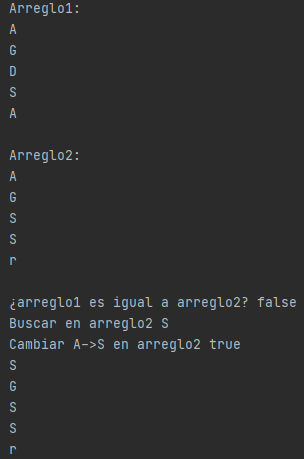 Arreglo1:
A
G
D
S
A

Arreglo2:
A
G
S
S
r

¿arreglo1 es igual a arreglo2? false
Buscar en arreglo2 S
Cambiar A->S en arreglo2 true
S
G
S
S
r